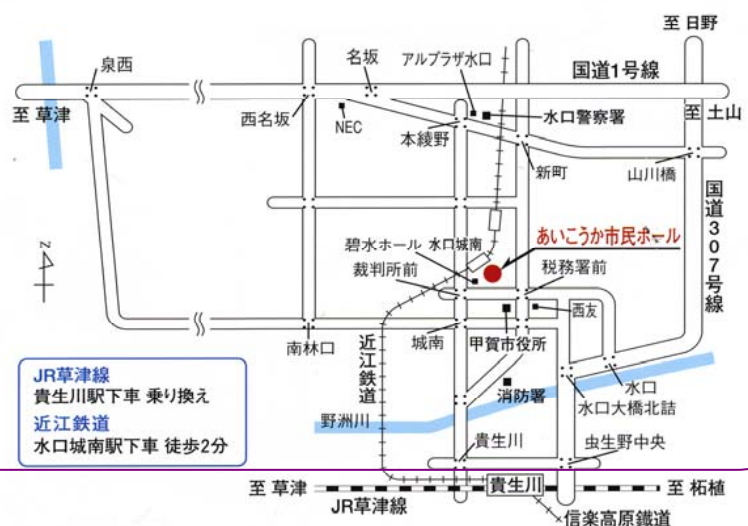 至 日野
泉西
名坂
アルプラザ水口
国道1号線
至 草津
西名坂
NEC
本綾野
水口警察署
至 土山
新町
山川橋
国道307号線
あいこうか市民ホール
碧水ホール
水口城南
裁判所前
税務署前
西友
N
近江鉄道
南林口
城南
甲賀市役所
JR草津線
貴生川駅下車 乗り換え
近江鉄道
水口城南駅下車 徒歩2分
消防署
水口
水口大橋北詰
野洲川
貴生川
虫生野中央
至 草津
貴生川
至 柘植
JR草津線
信楽高原鐵道